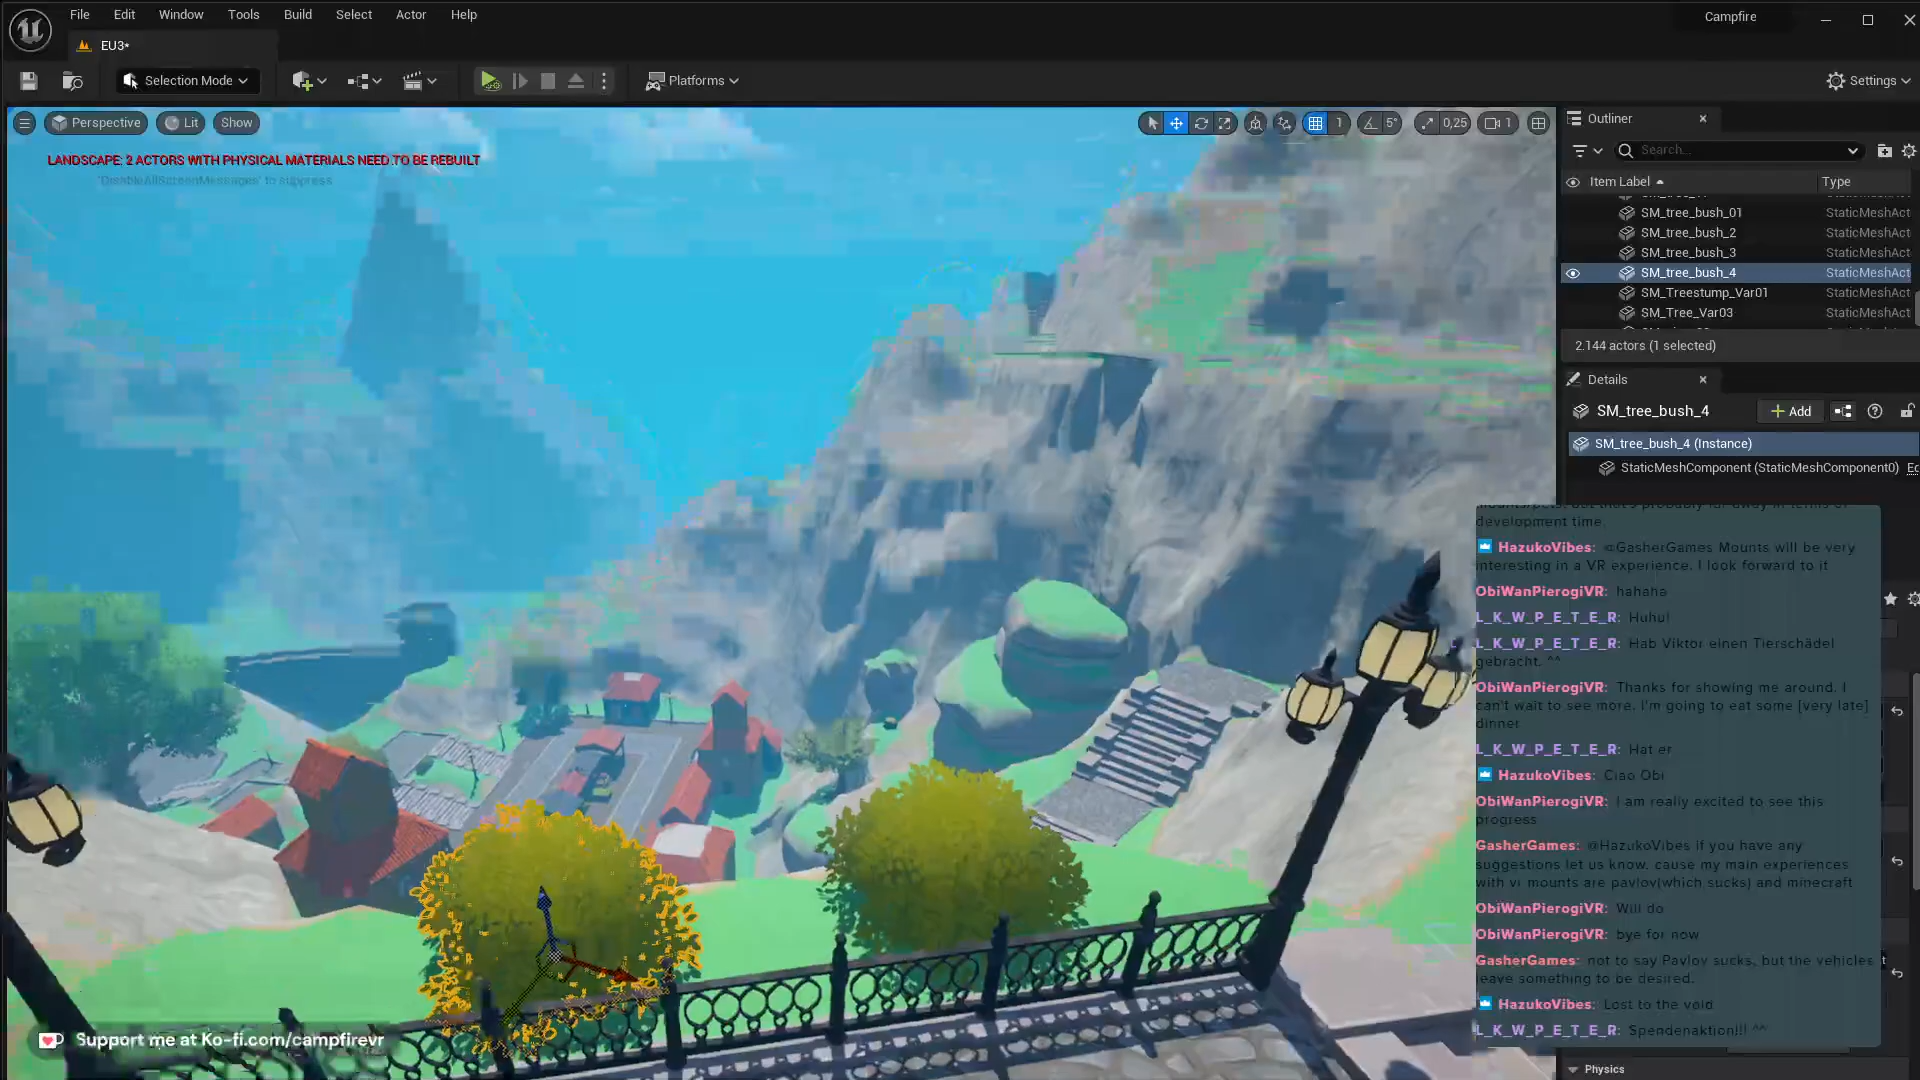 File Edit Window Tools Build Select Actor Help
Campfire
EU3*
Selection Mode
Platforms
Settings
Perspective
Lit
Show
1
5°
0,25
1
LANDSCAPE: 2 ACTORS WITH PHYSICAL MATERIALS NEED TO BE REBUILT
'DisableAllScreenMessages' to suppress
Outliner
Search...
Item Label
Type
SM_tree_bush_01 StaticMeshAct
SM_tree_bush_2 StaticMeshAct
SM_tree_bush_3 StaticMeshAct
SM_tree_bush_4 StaticMeshAct
SM_Treestump_Var01 StaticMeshAct
SM_Tree_Var03 StaticMeshAct
2.144 actors (1 selected)
Details
SM_tree_bush_4
Add
SM_tree_bush_4 (Instance)
StaticMeshComponent (StaticMeshComponent0) Ed
development time.
HazukoVibes: @GasherGames Mounts will be very
interesting in a VR experience. I look forward to it
ObiWanPierogiVR: hahaha
L_K_W_P_E_T_E_R: Huhu!
L_K_W_P_E_T_E_R: Hab Viktor einen Tierschädel
gebracht. ^^
ObiWanPierogiVR: Thanks for showing me around. I
can't wait to see more. I'm going to eat some [very late]
dinner
L_K_W_P_E_T_E_R: Hat er
HazukoVibes: Ciao Obi
ObiWanPierogiVR: I am really excited to see this
progress
GasherGames: @HazukoVibes if you have any
suggestions let us know, cause my main experiences
with vr mounts are pavlov(which sucks) and minecraft
ObiWanPierogiVR: Will do
ObiWanPierogiVR: bye for now
GasherGames: not to say Pavlov sucks, but the vehicles
leave something to be desired.
HazukoVibes: Lost to the void
L_K_W_P_E_T_E_R: Spendenaktion!!! ^^
Support me at Ko-fi.com/campfirevr
Physics